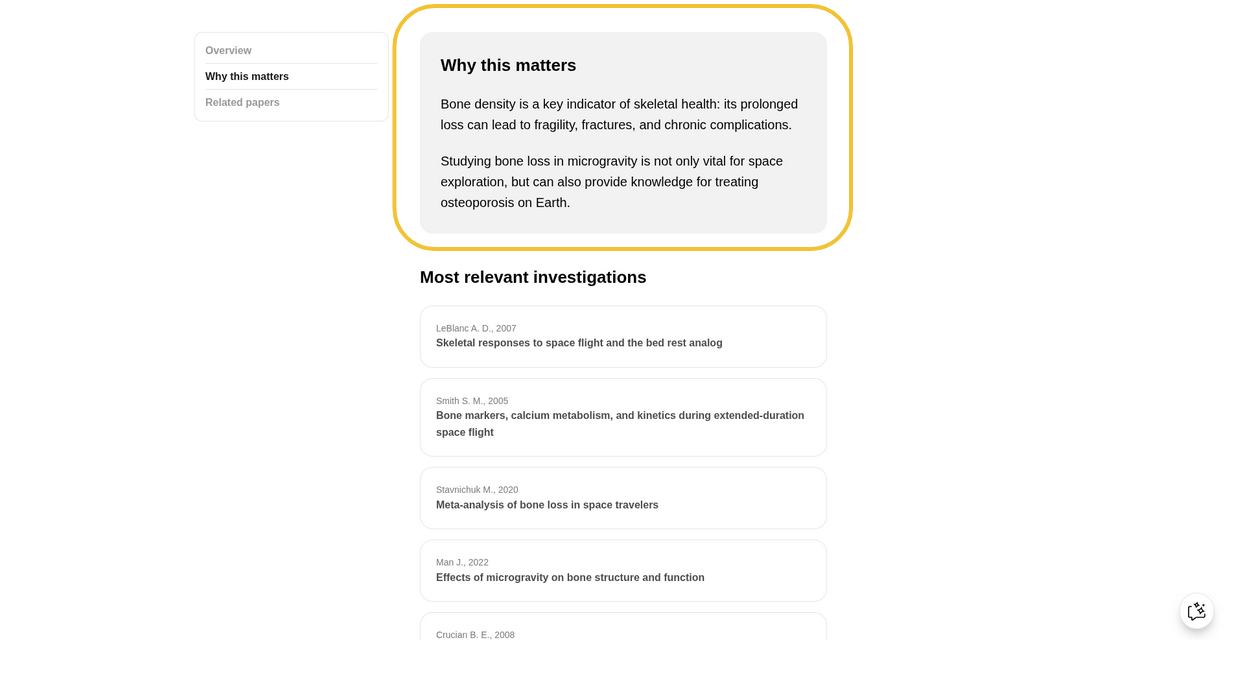 Overview
Why this matters
Related papers
Why this matters
Bone density is a key indicator of skeletal health: its prolonged
loss can lead to fragility, fractures, and chronic complications.
Studying bone loss in microgravity is not only vital for space
exploration, but can also provide knowledge for treating
osteoporosis on Earth.
Most relevant investigations
LeBlanc A. D., 2007
Skeletal responses to space flight and the bed rest analog
Smith S. M., 2005
Bone markers, calcium metabolism, and kinetics during extended-duration
space flight
Stavnichuk M., 2020
Meta-analysis of bone loss in space travelers
Man J., 2022
Effects of microgravity on bone structure and function
Crucian B. E., 2008